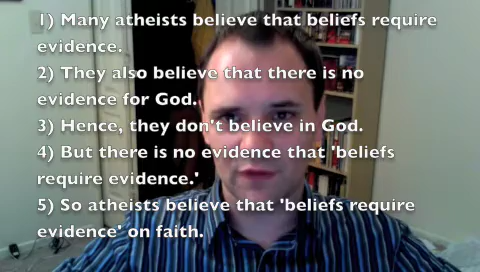 1) Many atheists believe that beliefs require
evidence.
2) They also believe that there is no
evidence for God.
3) Hence, they don't believe in God.
4) But there is no evidence that 'beliefs
require evidence.'
5) So atheists believe that 'beliefs require
evidence' on faith.